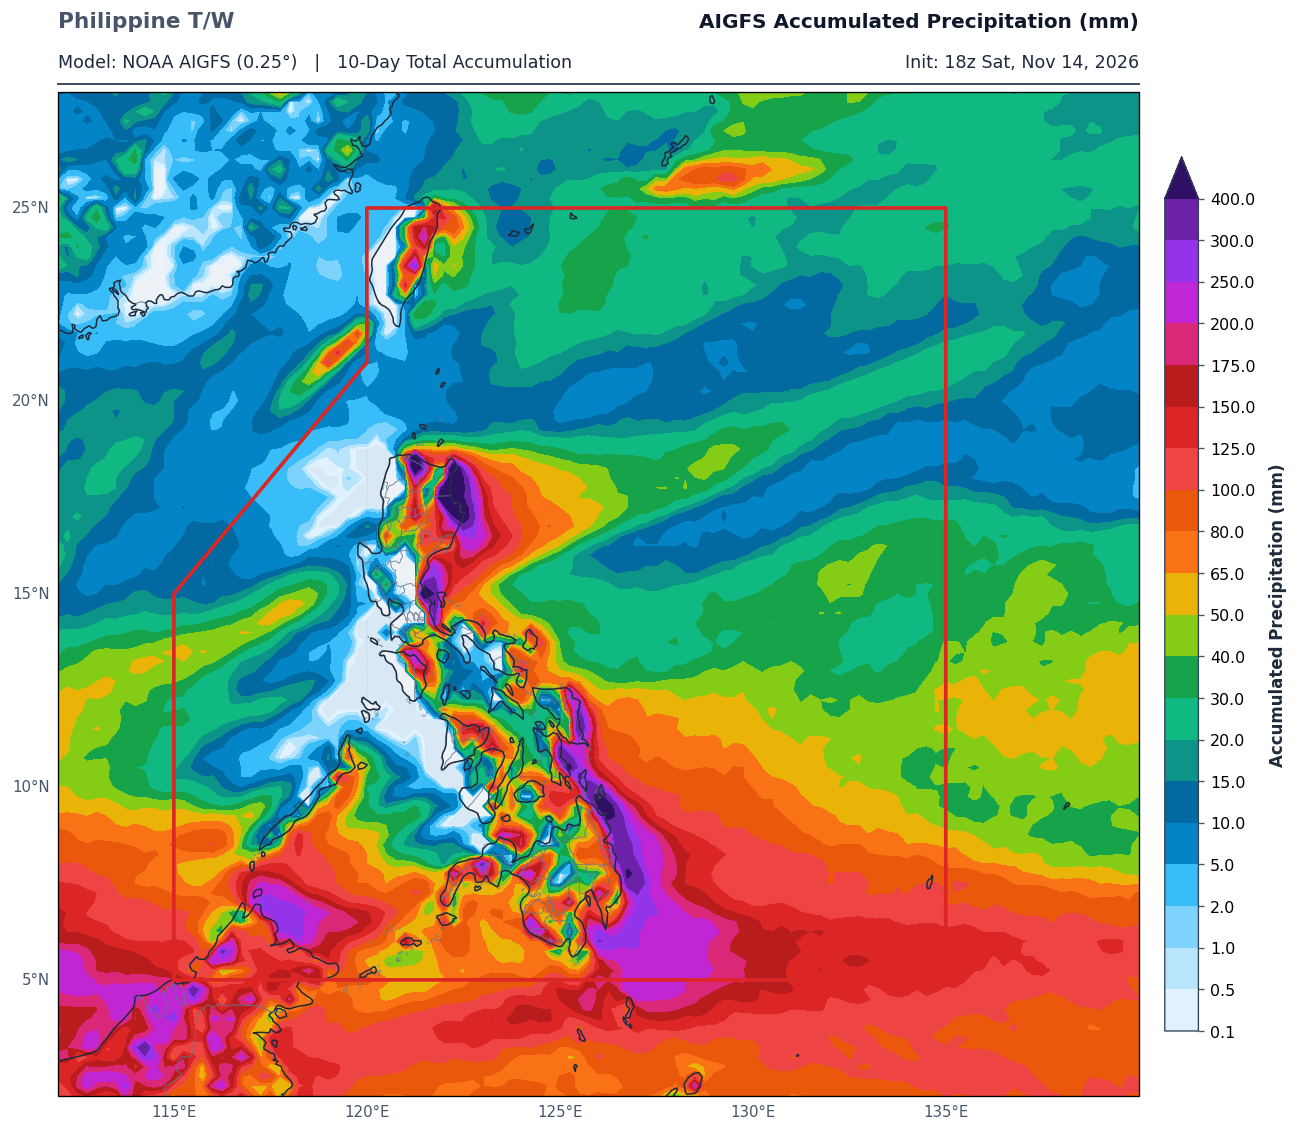 Philippine T/W
AIGFS Accumulated Precipitation (mm)
Model: NOAA AIGFS (0.25°)   |   10-Day Total Accumulation
Init: 18z Sat, Nov 14, 2026
25°N
20°N
15°N
10°N
5°N
115°E
120°E
125°E
130°E
135°E
400.0
300.0
250.0
200.0
175.0
150.0
125.0
100.0
80.0
65.0
50.0
40.0
30.0
20.0
15.0
10.0
5.0
2.0
1.0
0.5
0.1
Accumulated Precipitation (mm)